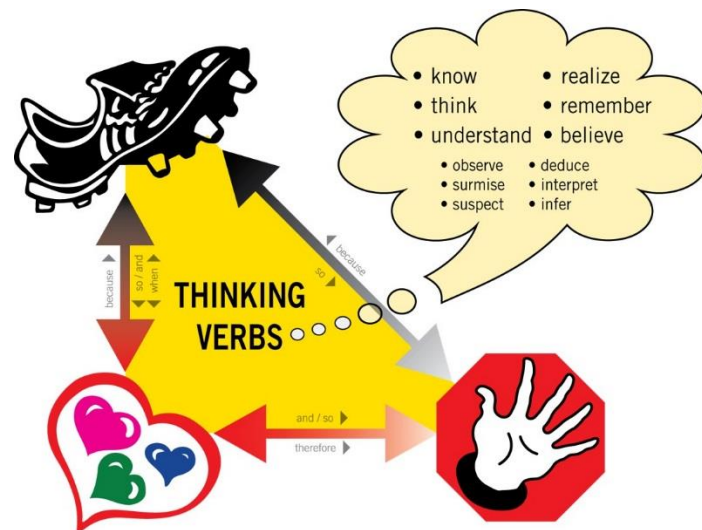 • know • realize
• think • remember
• understand • believe
• observe • deduce
• surmise • interpret
• suspect • infer
THINKING
VERBS
because
so
because
so / and
when
and / so
therefore